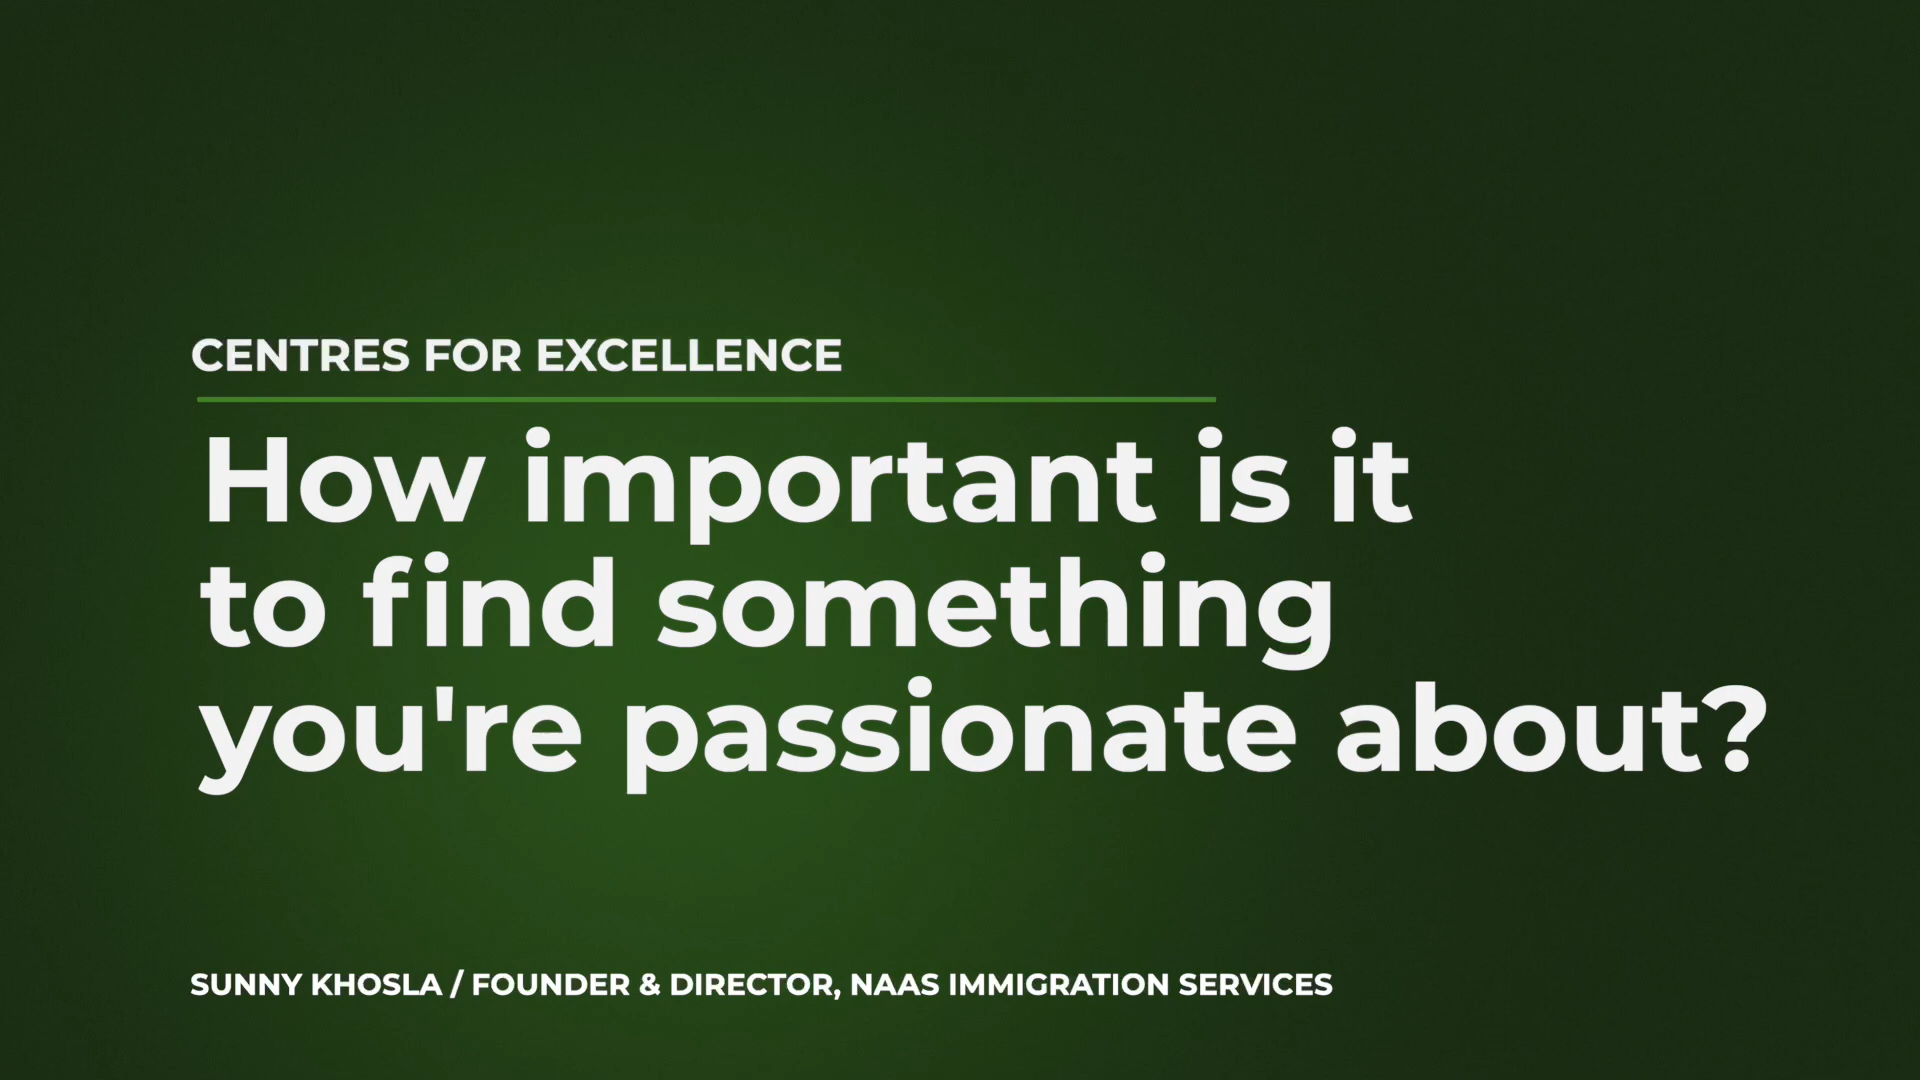 CENTRES FOR EXCELLENCE
How important is it
to find something
you're passionate about?
SUNNY KHOSLA / FOUNDER & DIRECTOR, NAAS IMMIGRATION SERVICES